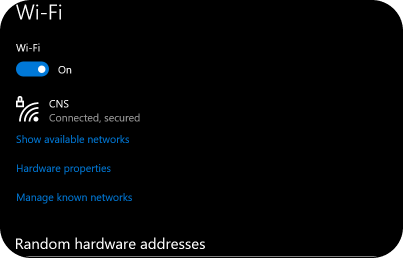 Wi-Fi
Wi-Fi
On
CNS
Connected, secured
Show available networks
Hardware properties
Manage known networks
Random hardware addresses